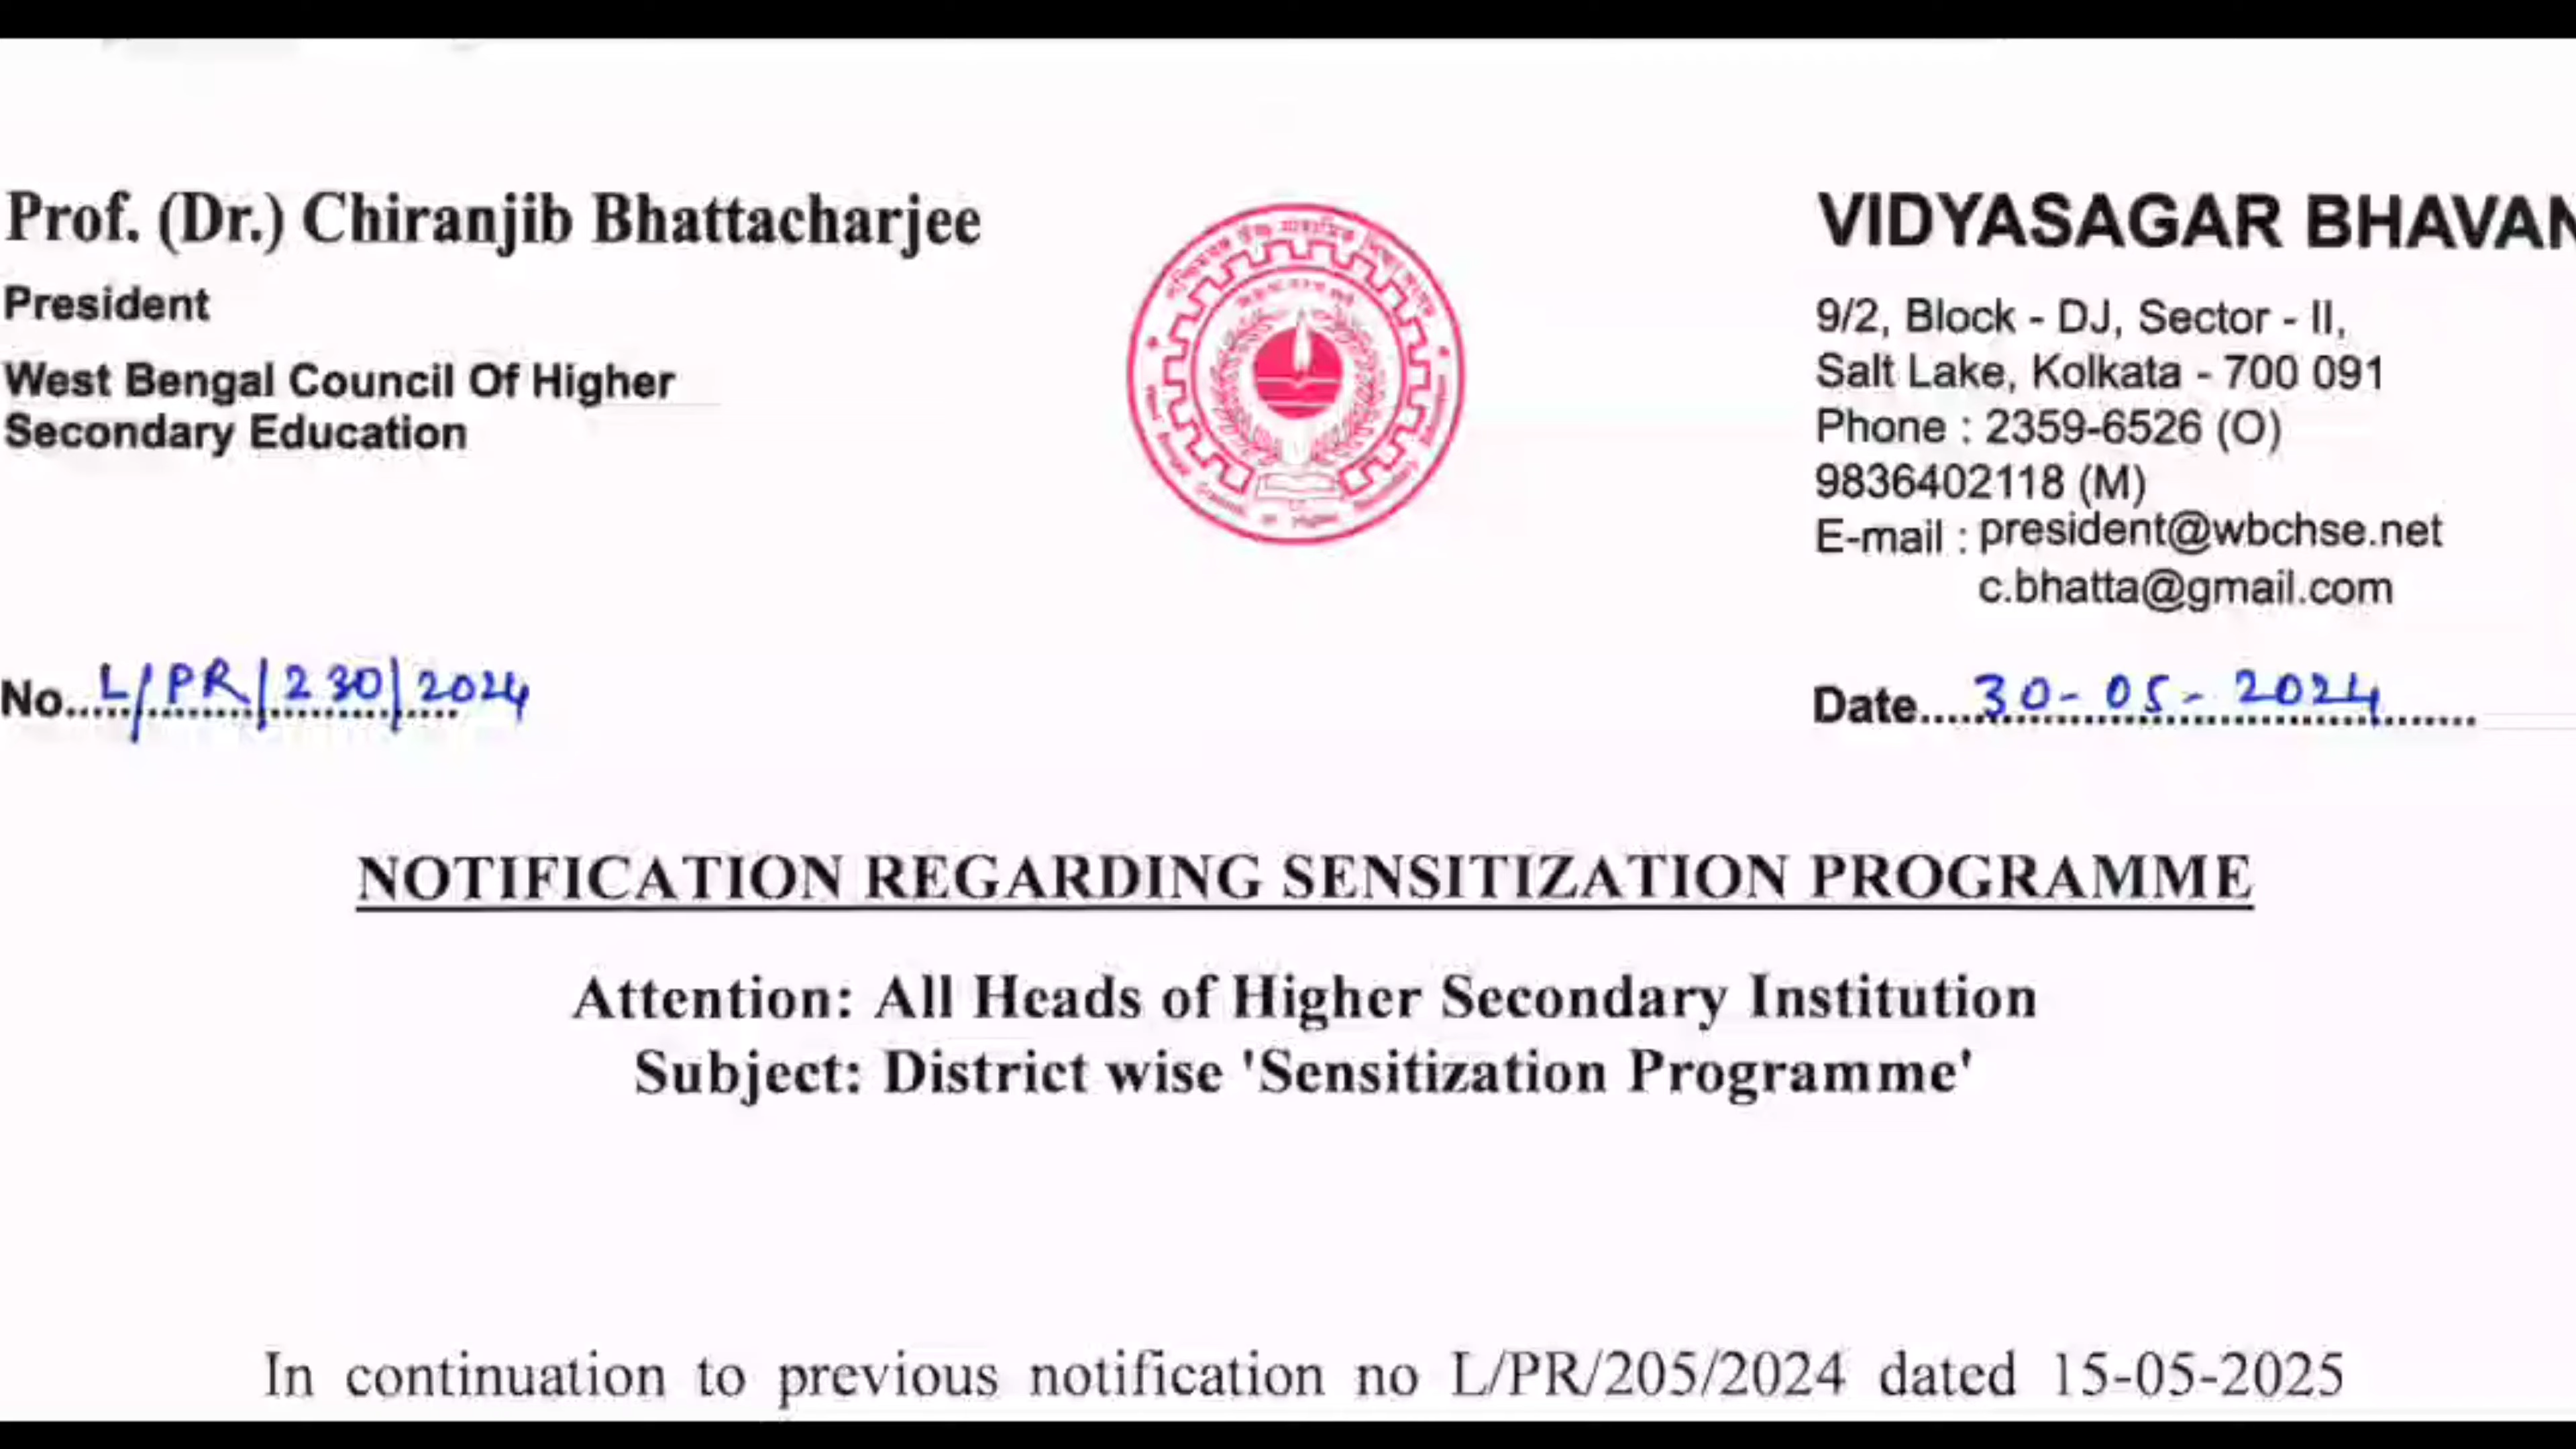 Prof. (Dr.) Chiranjib Bhattacharjee
President
West Bengal Council Of Higher
Secondary Education
VIDYASAGAR BHAVAN
9/2, Block - DJ, Sector - II,
Salt Lake, Kolkata - 700 091
Phone : 2359-6526 (O)
9836402118 (M)
E-mail : president@wbchse.net
c.bhatta@gmail.com
No.....L/PR/230/2024
Date.....30-05-2024
NOTIFICATION REGARDING SENSITIZATION PROGRAMME
Attention: All Heads of Higher Secondary Institution
Subject: District wise 'Sensitization Programme'
In continuation to previous notification no L/PR/205/2024 dated 15-05-2025